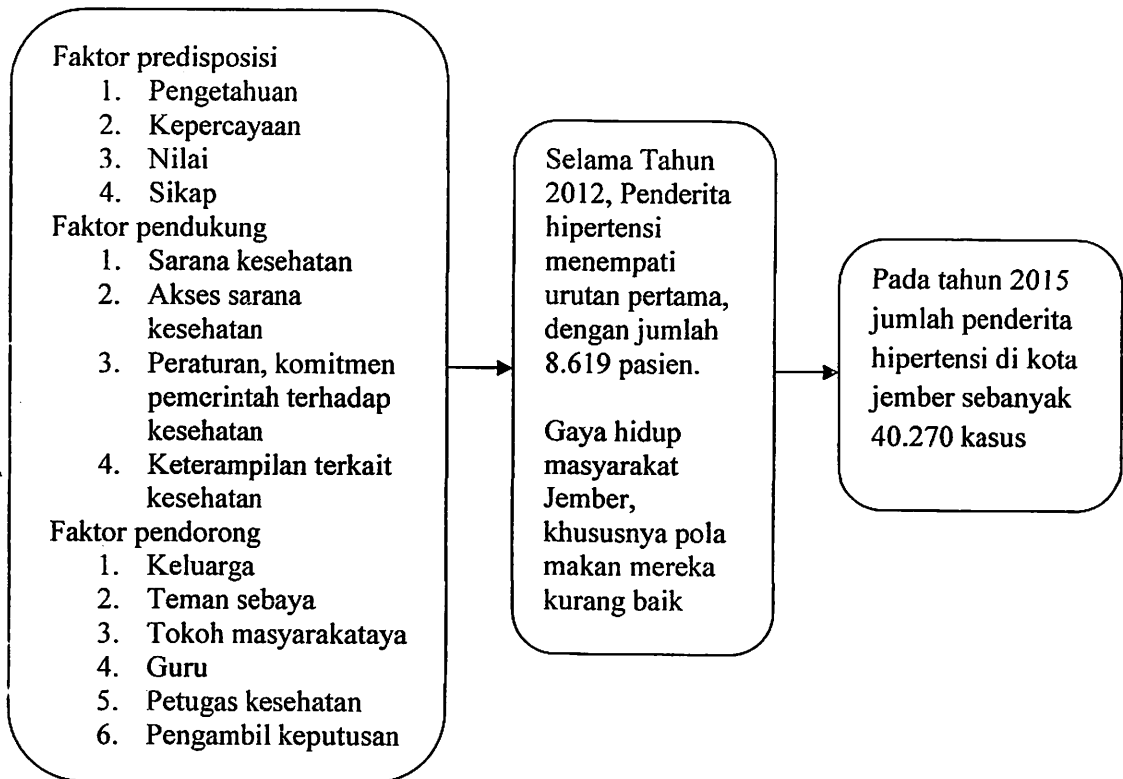 Faktor predisposisi
1. Pengetahuan
2. Kepercayaan
3. Nilai
4. Sikap
Faktor pendukung
1. Sarana kesehatan
2. Akses sarana
kesehatan
3. Peraturan, komitmen
pemerintah terhadap
kesehatan
4. Keterampilan terkait
kesehatan
Faktor pendorong
1. Keluarga
2. Teman sebaya
3. Tokoh masyarakataya
4. Guru
5. Petugas kesehatan
6. Pengambil keputusan
Selama Tahun
2012, Penderita
hipertensi
menempati
urutan pertama,
dengan jumlah
8.619 pasien.
Gaya hidup
masyarakat
Jember,
khususnya pola
makan mereka
kurang baik
Pada tahun 2015
jumlah penderita
hipertensi di kota
jember sebanyak
40.270 kasus